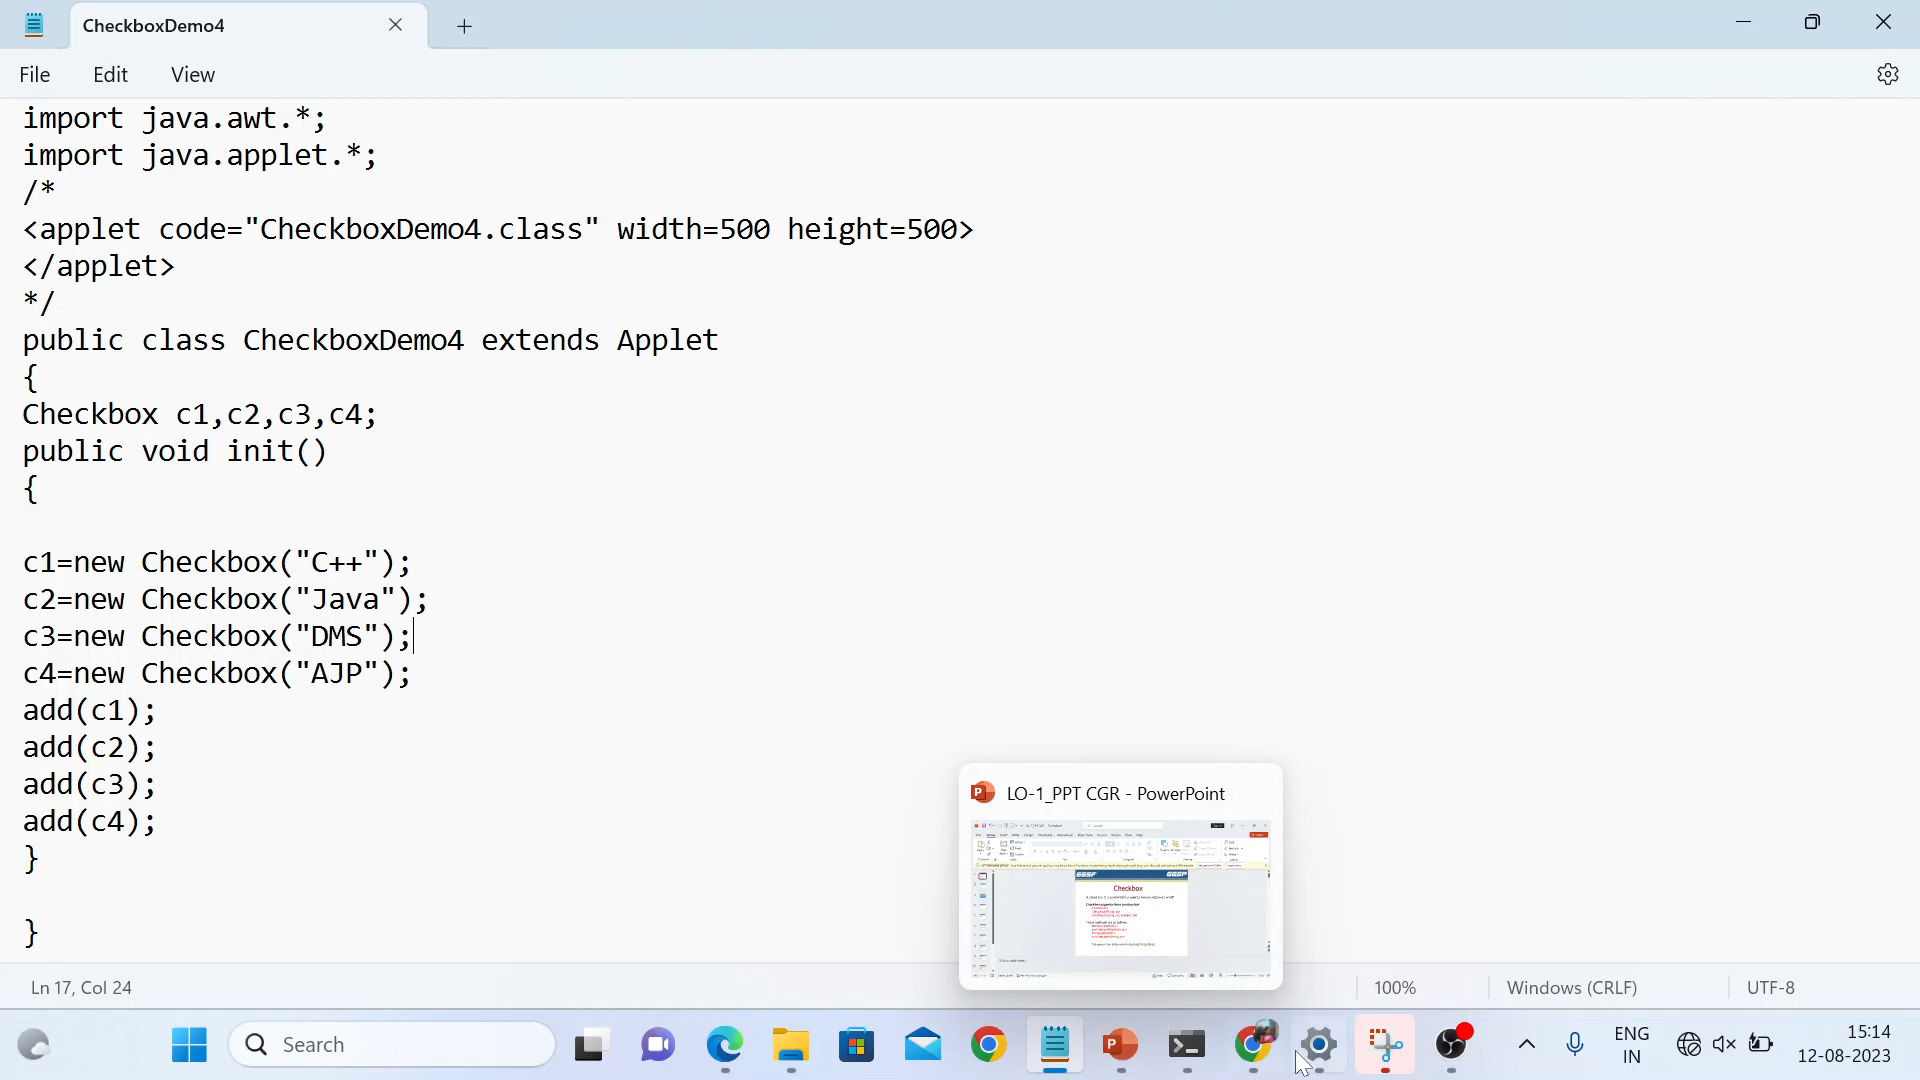 CheckboxDemo4
File Edit View
import java.awt.*;
import java.applet.*;
/*
<applet code="CheckboxDemo4.class" width=500 height=500>
</applet>
*/
public class CheckboxDemo4 extends Applet
{
Checkbox c1,c2,c3,c4;
public void init()
{
c1=new Checkbox("C++");
c2=new Checkbox("Java");
c3=new Checkbox("DMS");
c4=new Checkbox("AJP");
add(c1);
add(c2);
add(c3);
add(c4);
}
}
LO-1_PPT CGR - PowerPoint
GGSF GGSP
Checkbox
Ln 17, Col 24
100% Windows (CRLF) UTF-8
Search
ENG
IN
15:14
12-08-2023